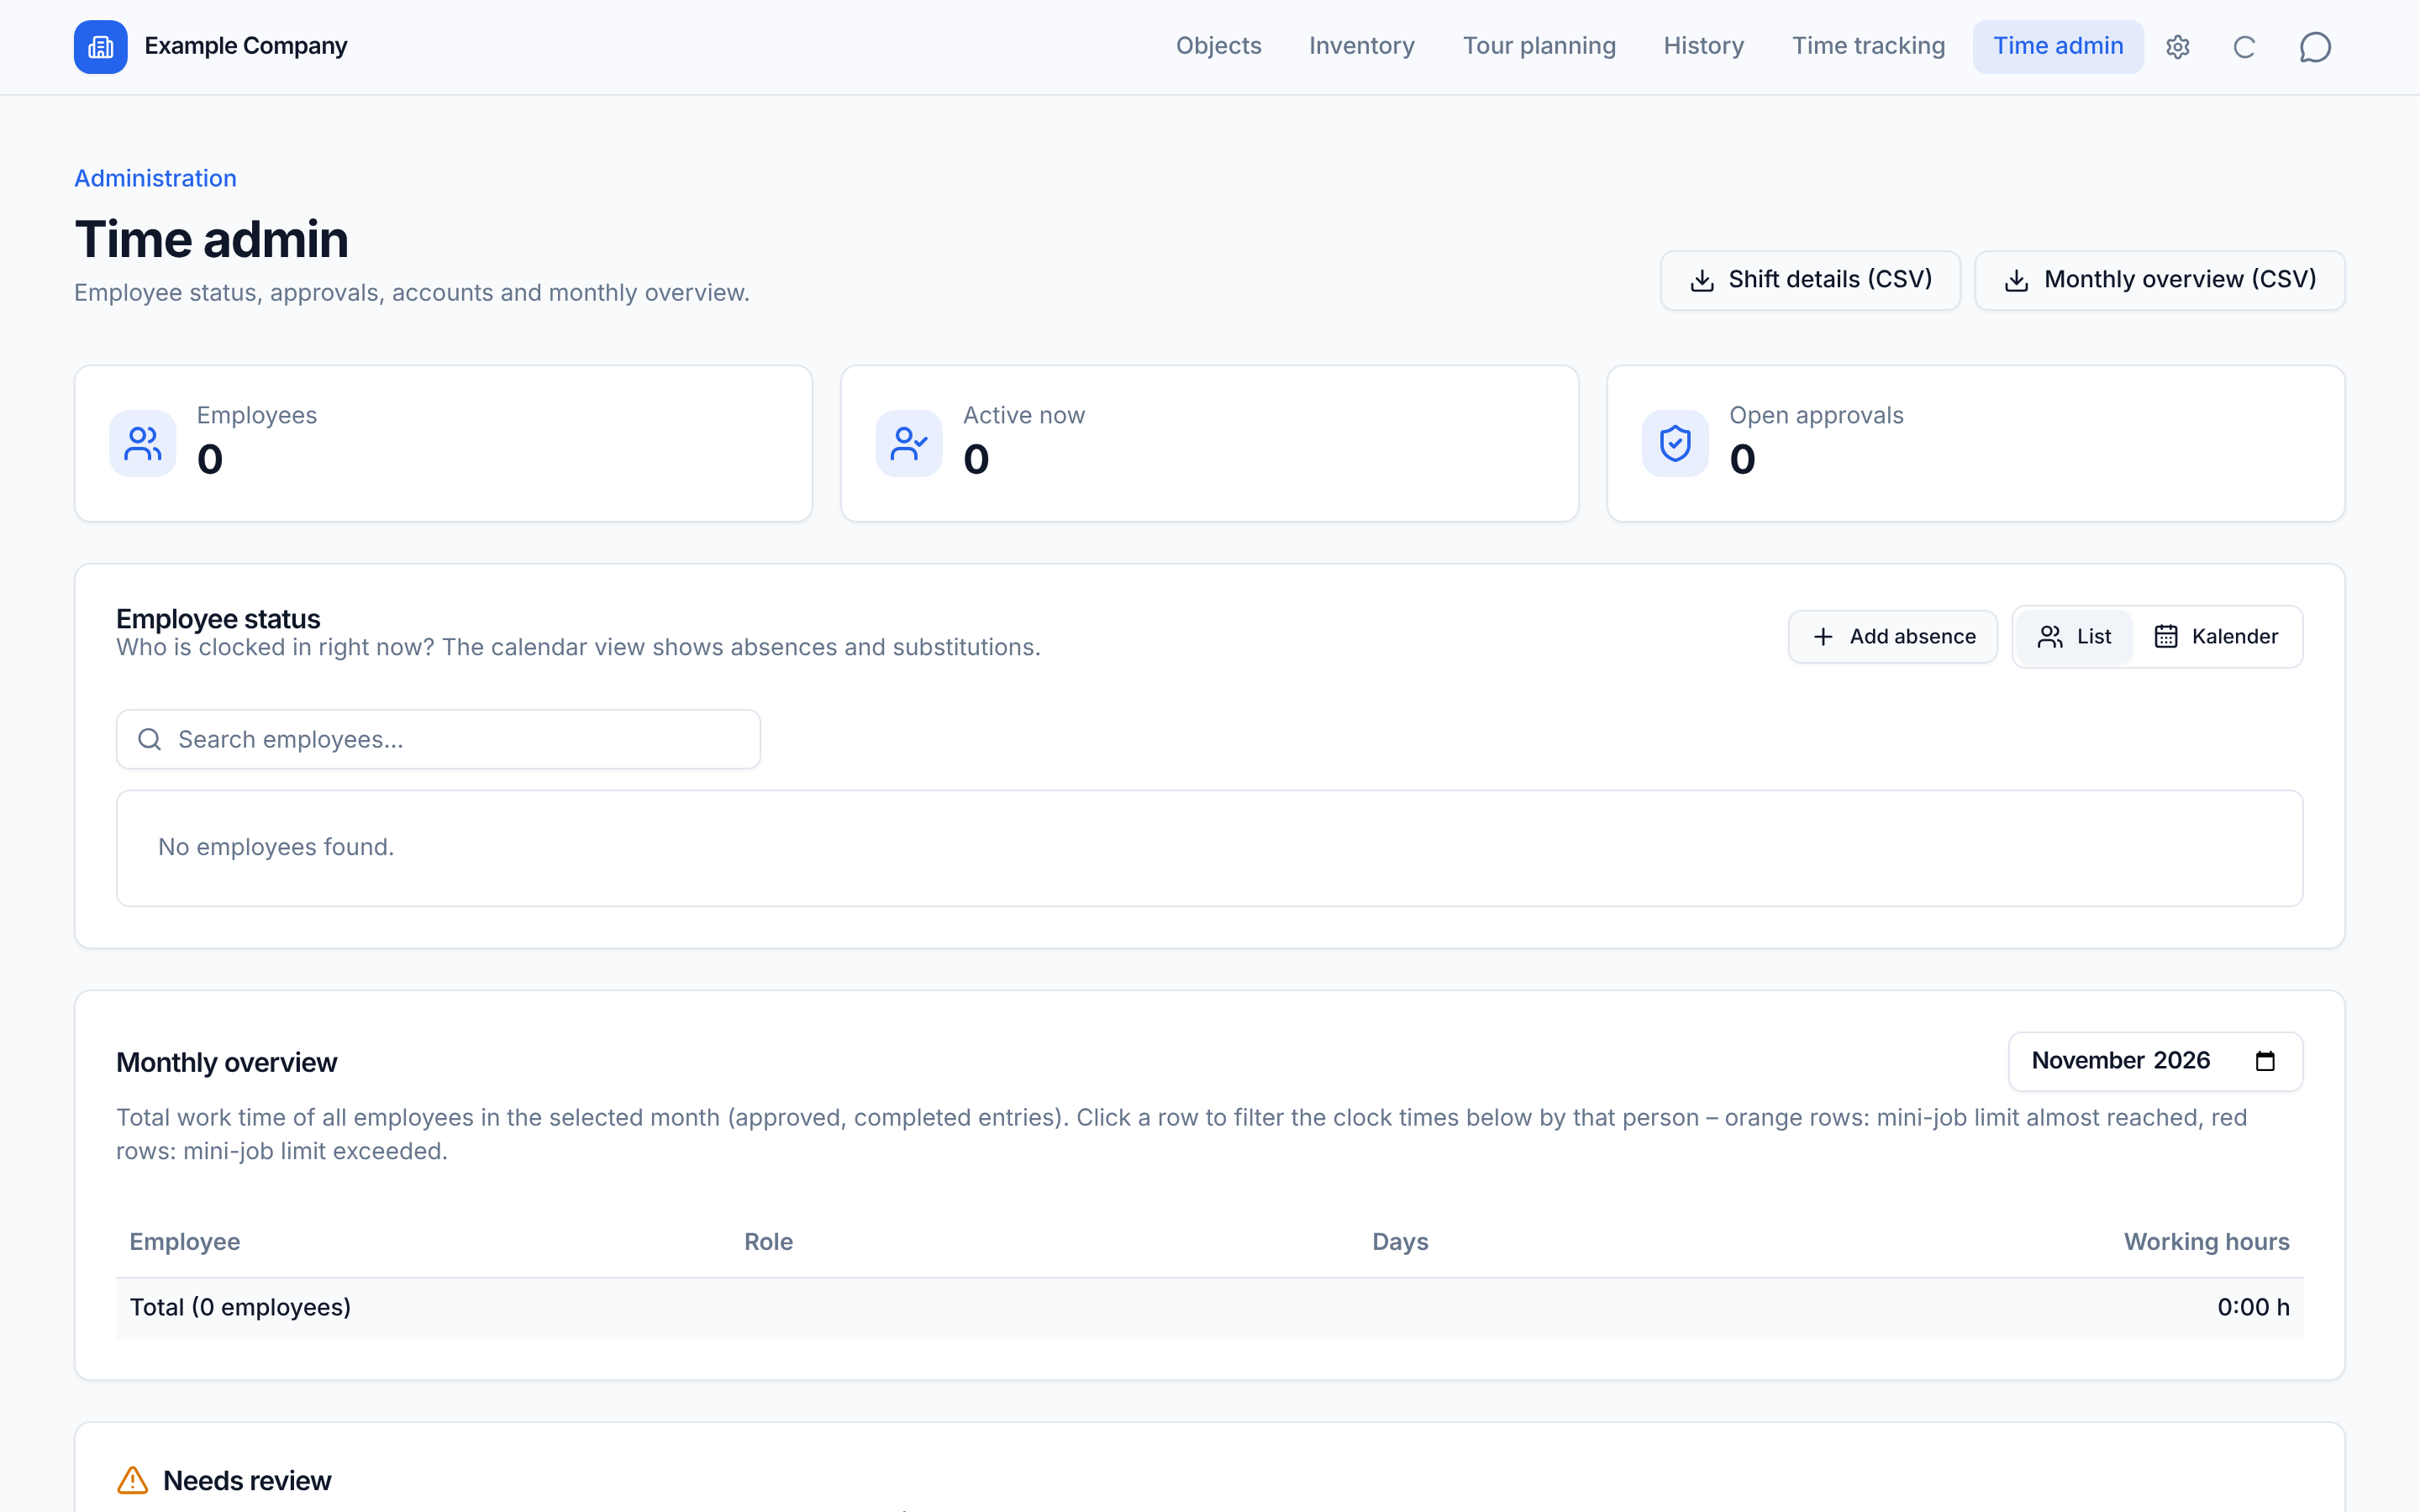 Example Company
Objects
Inventory
Tour planning
History
Time tracking
Time admin
Administration
Time admin
Employee status, approvals, accounts and monthly overview.
Shift details (CSV)
Monthly overview (CSV)
Employees
0
Active now
0
Open approvals
0
Employee status
Who is clocked in right now? The calendar view shows absences and substitutions.
Add absence
List
Kalender
Search employees...
No employees found.
Monthly overview
November 2026
Total work time of all employees in the selected month (approved, completed entries). Click a row to filter the clock times below by that person – orange rows: mini-job limit almost reached, red
rows: mini-job limit exceeded.
Employee Role Days Working hours
Total (0 employees) 0:00 h
Needs review